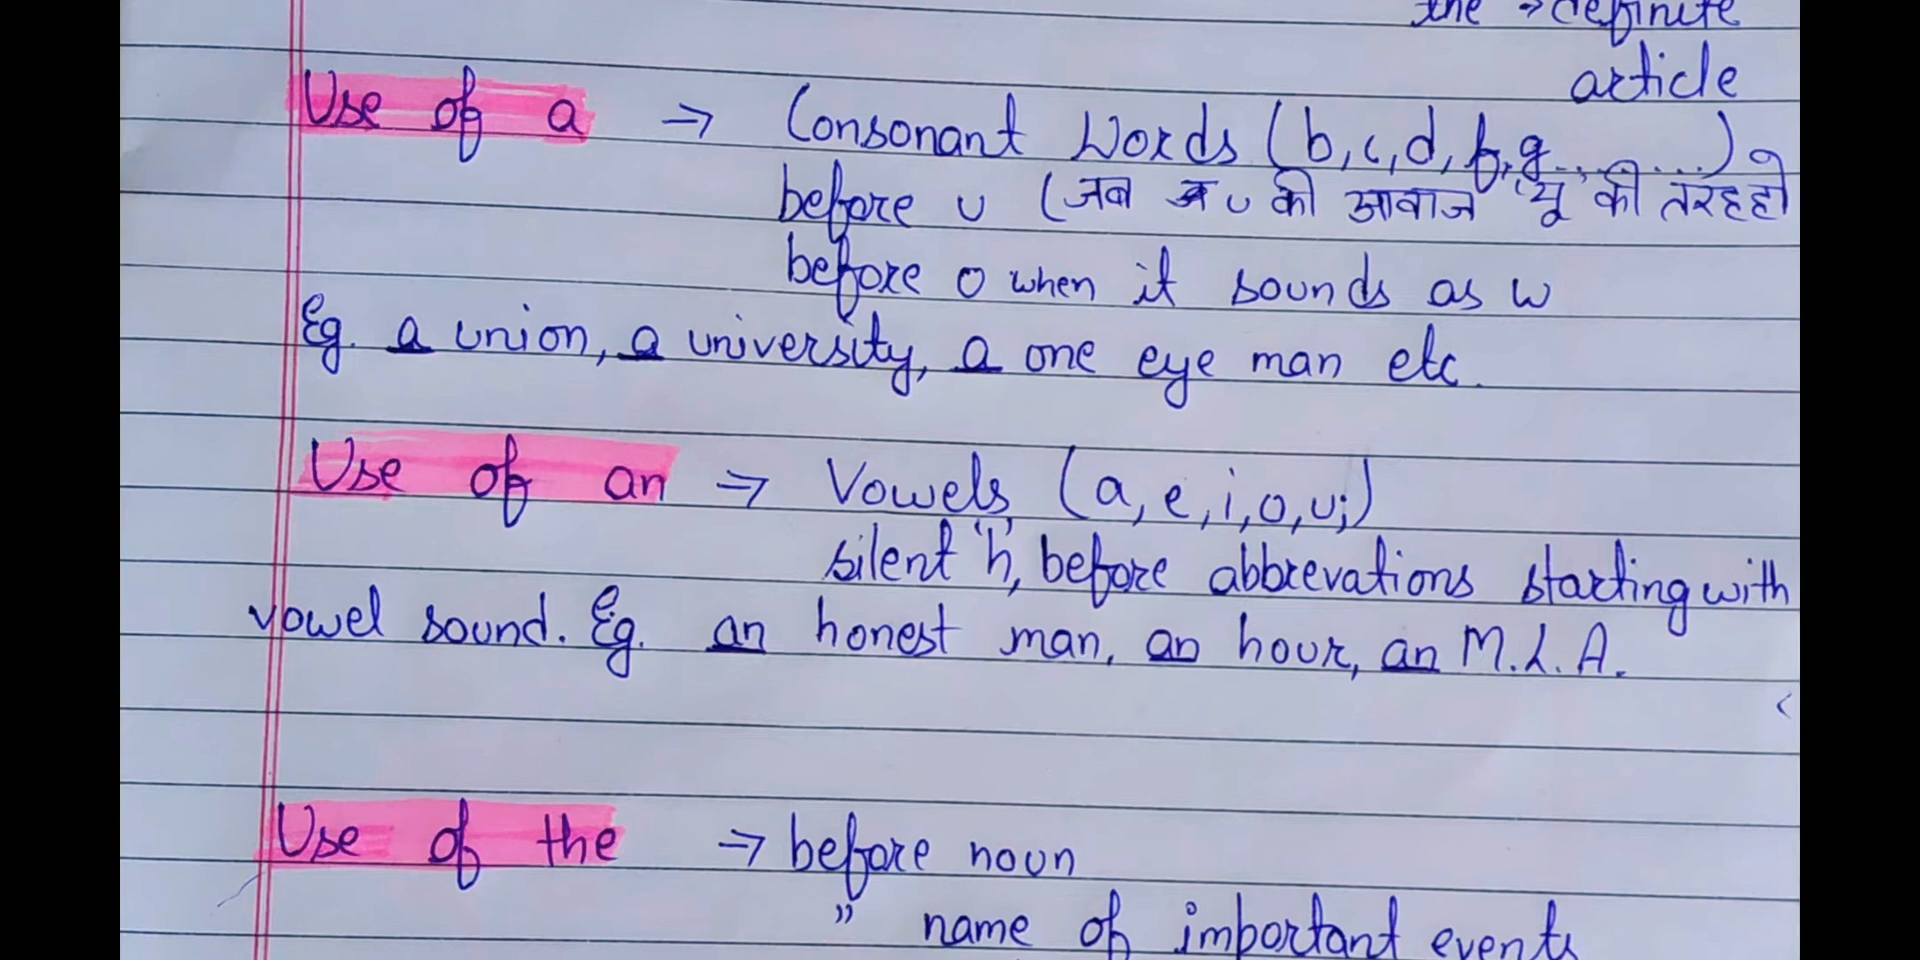 the → definite
article
Use of a ⇒ Consonant Words (b, c, d, f, g.........)
before u (जब u की आवाज 'यू' की तरह हो
before o when it sounds as w
Eg. a union, a university, a one eye man etc.
Use of an ⇒ Vowels (a, e, i, o, u,)
silent 'h', before abbrevations starting with
vowel sound. Eg. an honest man, an hour, an M.L.A.
Use of the ⇒ before noun
" name of important events